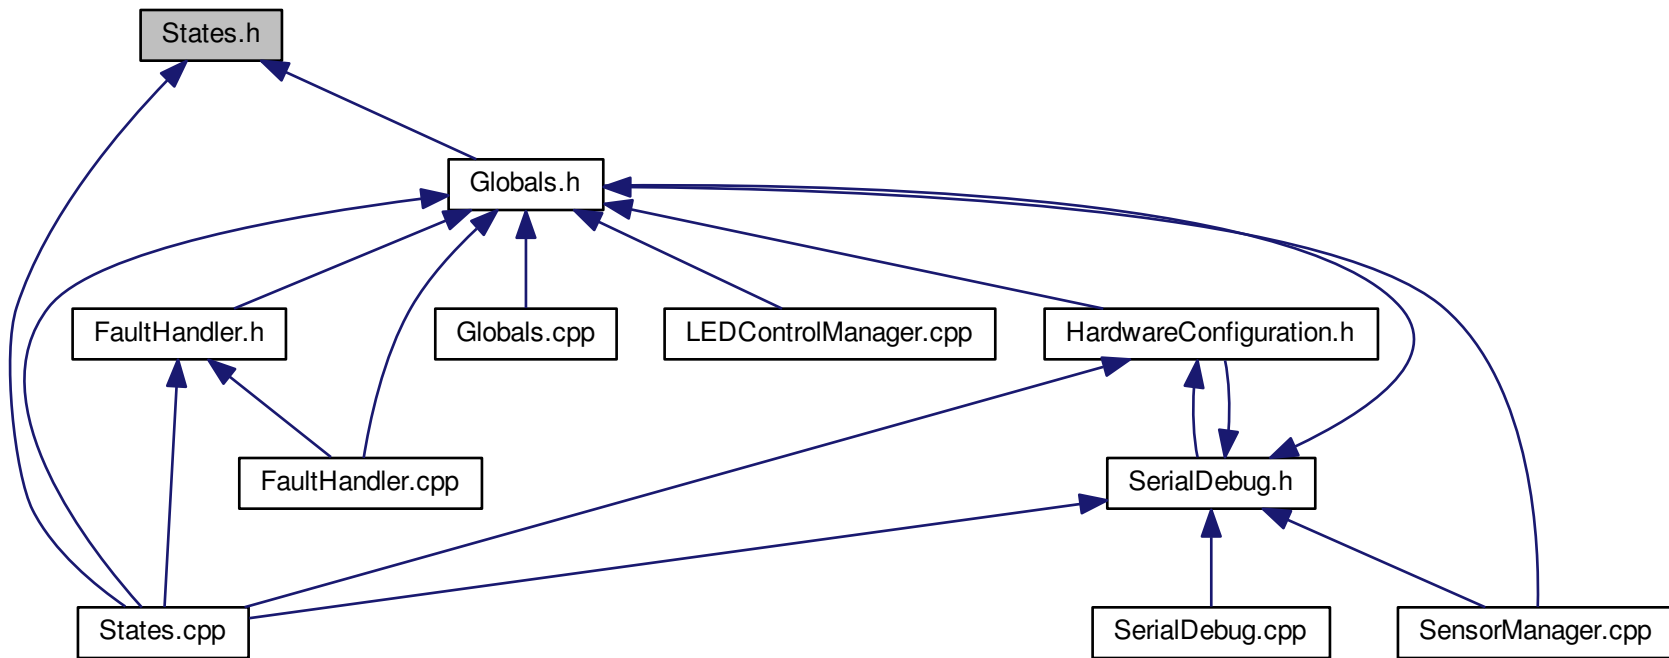 States.h
Globals.h
FaultHandler.h
Globals.cpp
LEDControlManager.cpp
HardwareConfiguration.h
FaultHandler.cpp
SerialDebug.h
States.cpp
SerialDebug.cpp
SensorManager.cpp